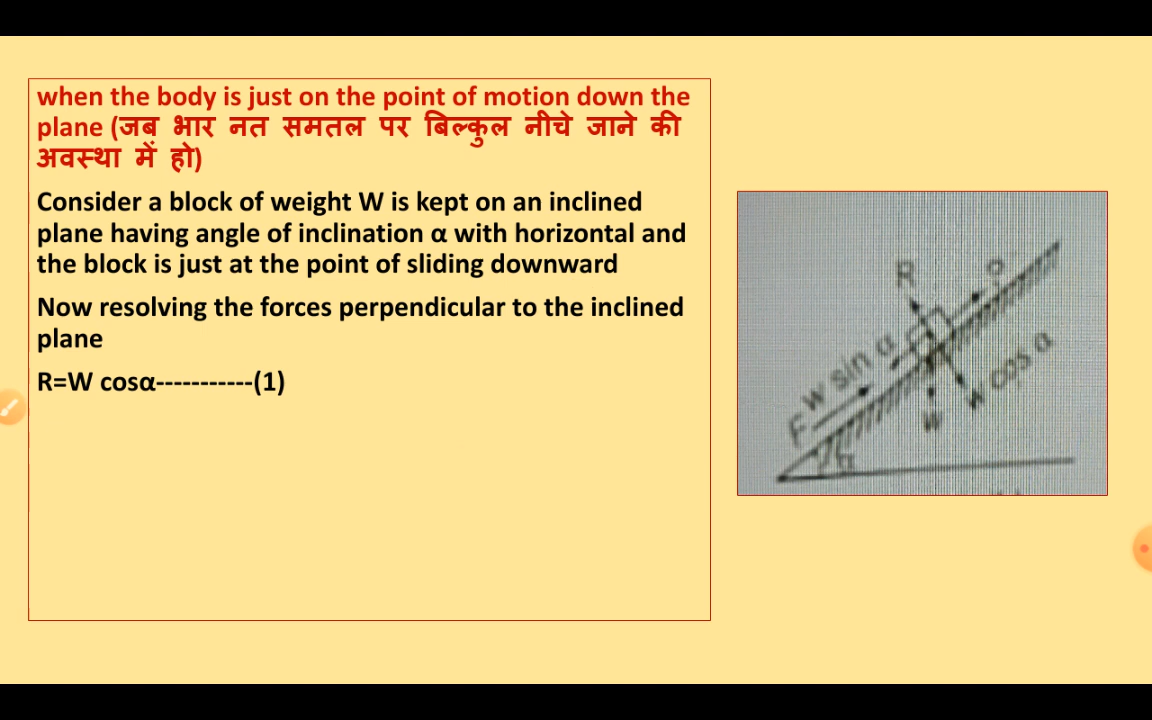 when the body is just on the point of motion down the
plane (जब भार नत समतल पर बिल्कुल नीचे जाने की
अवस्था में हो)
Consider a block of weight W is kept on an inclined
plane having angle of inclination α with horizontal and
the block is just at the point of sliding downward
Now resolving the forces perpendicular to the inclined
plane
R=W cosα-----------(1)
R
P
F
W sin α
W
W cos α
α